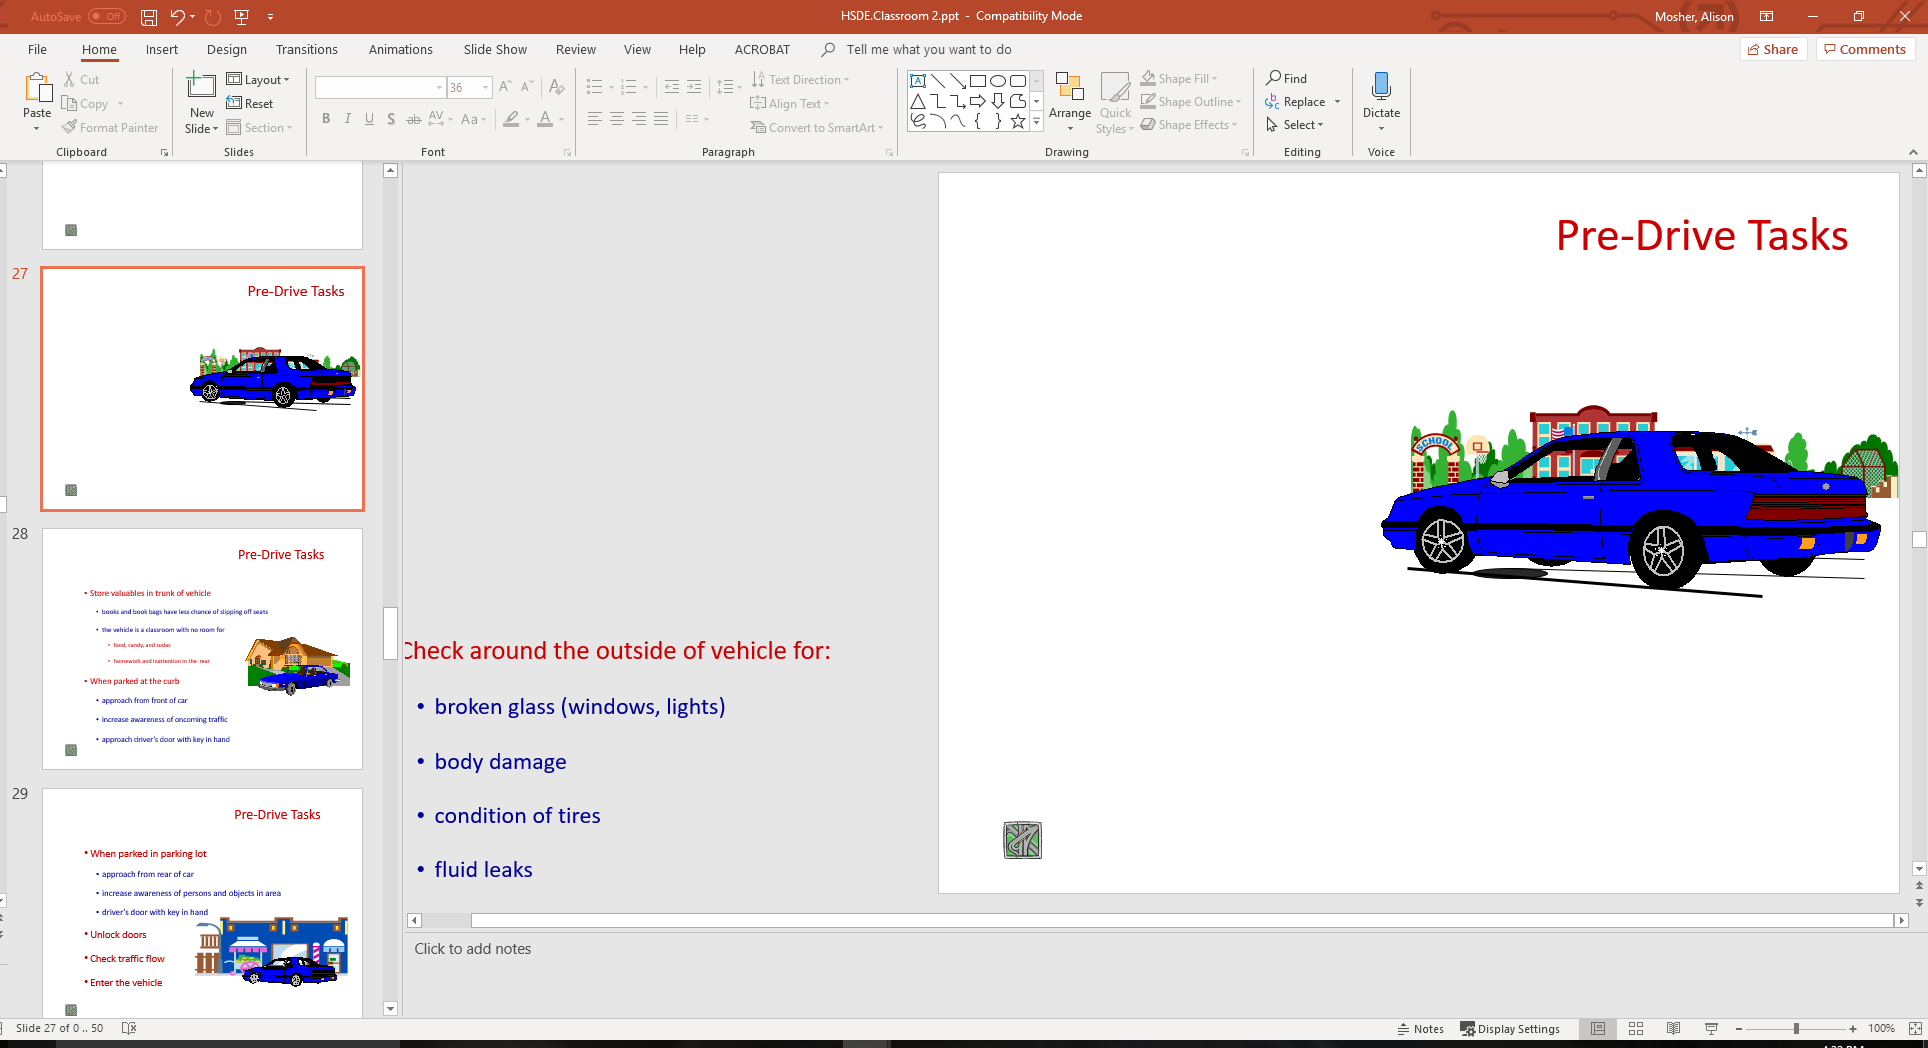 AutoSave Off
HSDE.Classroom 2.ppt - Compatibility Mode
Mosher, Alison
File Home Insert Design Transitions Animations Slide Show Review View Help ACROBAT Tell me what you want to do
Share Comments
Paste
Cut
Copy
Format Painter
Clipboard
New Slide
Layout
Reset
Section
Slides
36
B I U S ab AV Aa A
Font
Text Direction
Align Text
Convert to SmartArt
Paragraph
Arrange
Quick Styles
Shape Fill
Shape Outline
Shape Effects
Drawing
Find
Replace
Select
Editing
Dictate
Voice
27
Pre-Drive Tasks
28
Pre-Drive Tasks
• Store valuables in trunk of vehicle
• books and book bags have less chance of slipping off seats
• the vehicle is a classroom with no room for
• food, candy, and sodas
• homework and inattention in the rear
• When parked at the curb
• approach from front of car
• increase awareness of oncoming traffic
• approach driver's door with key in hand
29
Pre-Drive Tasks
• When parked in parking lot
• approach from rear of car
• increase awareness of persons and objects in area
• driver's door with key in hand
• Unlock doors
• Check traffic flow
• Enter the vehicle
Pre-Drive Tasks
SCHOOL
Check around the outside of vehicle for:
• broken glass (windows, lights)
• body damage
• condition of tires
• fluid leaks
Click to add notes
Slide 27 of 0 .. 50
Notes Display Settings 100%